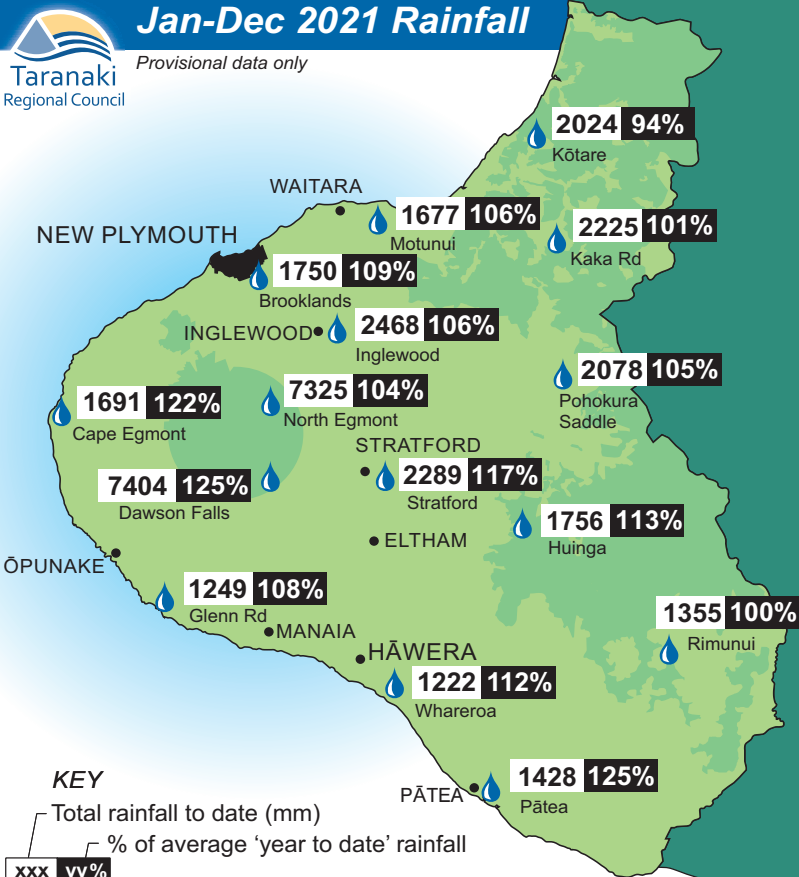 Jan-Dec 2021 Rainfall
Provisional data only
Taranaki
Regional Council
2024 94%
Kōtare
WAITARA
1677 106%
Motunui
2225 101%
Kaka Rd
NEW PLYMOUTH
1750 109%
Brooklands
INGLEWOOD
2468 106%
Inglewood
2078 105%
Pohokura
Saddle
1691 122%
Cape Egmont
7325 104%
North Egmont
STRATFORD
2289 117%
Stratford
7404 125%
Dawson Falls
1756 113%
Huinga
ELTHAM
ŌPUNAKE
1249 108%
Glenn Rd
1355 100%
Rimunui
MANAIA
HĀWERA
1222 112%
Whareroa
PĀTEA
1428 125%
Pātea
KEY
Total rainfall to date (mm)
% of average ‘year to date’ rainfall
xxx yy%